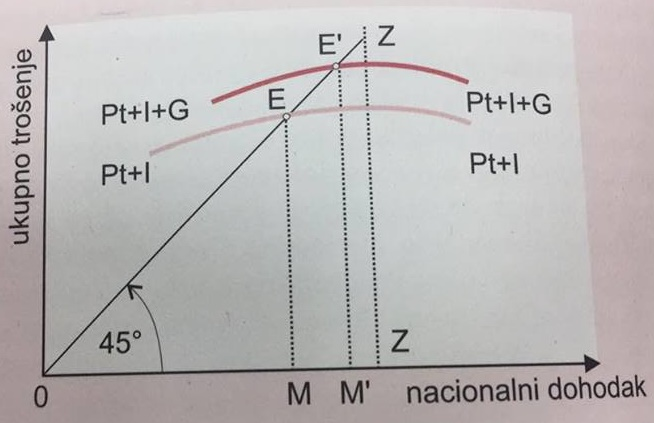 ukupno trošenje
E' Z
Pt+I+G E Pt+I+G
Pt+I Pt+I
45° Z
0 M M' nacionalni dohodak